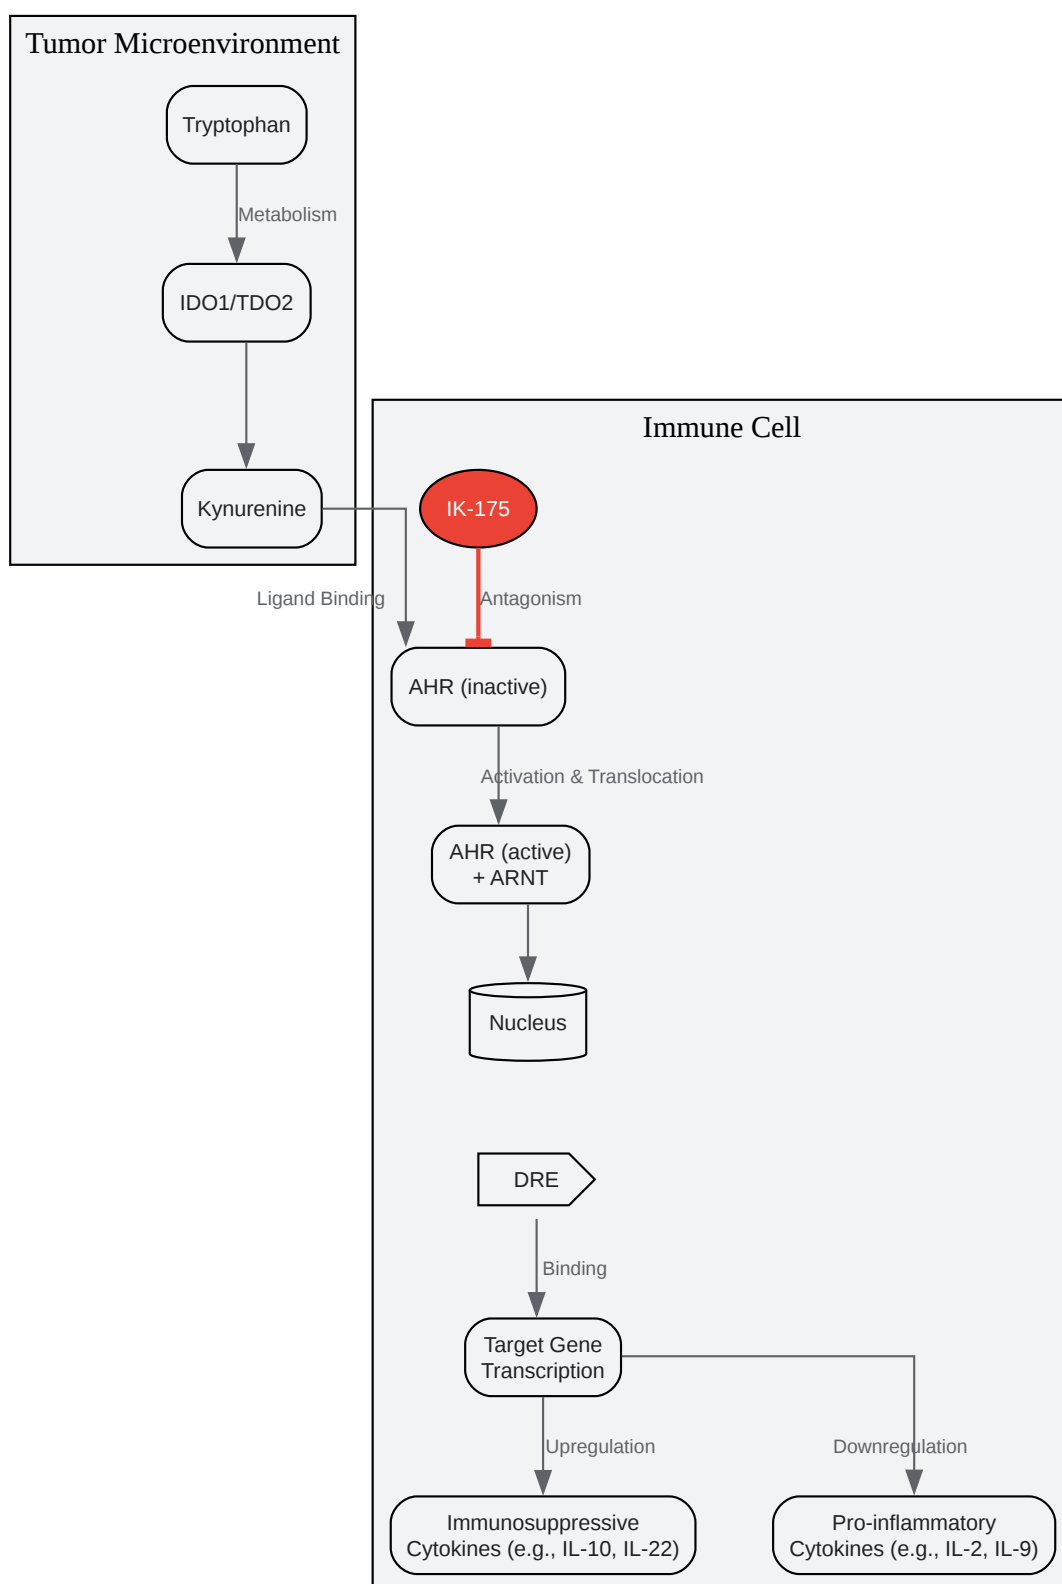 Tumor Microenvironment
Tryptophan
Metabolism
IDO1/TDO2
Immune Cell
Kynurenine
IK-175
Ligand Binding
Antagonism
AHR (inactive)
Activation & Translocation
AHR (active)
+ ARNT
Nucleus
DRE
Binding
Target Gene
Transcription
Upregulation
Downregulation
Immunosuppressive
Cytokines (e.g., IL-10, IL-22)
Pro-inflammatory
Cytokines (e.g., IL-2, IL-9)